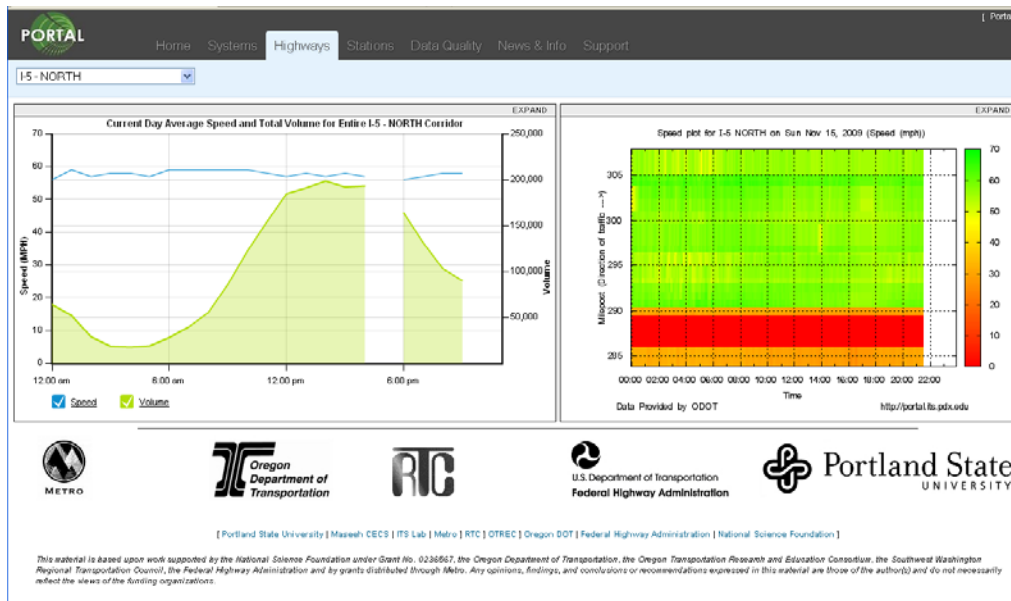 [ Porta
PORTAL
Home Systems Highways Stations Data Quality News & Info Support
I-5 - NORTH
EXPAND
Current Day Average Speed and Total Volume for Entire I-5 - NORTH Corridor
70
60
50
40
30
20
10
0
Speed (MPH)
250,000
200,000
150,000
100,000
50,000
Volume
12:00 am 6:00 am 12:00 pm 6:00 pm
Speed Volume
EXPAND
Speed plot for I-5 NORTH on Sun Nov 15, 2009 (Speed (mph))
305
300
295
290
285
Milepost (Direction of traffic --->)
70
60
50
40
30
20
10
0
00:00 02:00 04:00 06:00 08:00 10:00 12:00 14:00 16:00 18:00 20:00 22:00
Time
Data Provided by ODOT http://portal.its.pdx.edu
METRO
Oregon
Department of
Transportation
RTC
U.S. Department of Transportation
Federal Highway Administration
Portland State
UNIVERSITY
[ Portland State University | Maseeh CECS | ITS Lab | Metro | RTC | OTREC | Oregon DOT | Federal Highway Administration | National Science Foundation ]
This material is based upon work supported by the National Science Foundation under Grant No. 0236567, the Oregon Department of Transportation, the Oregon Transportation Research and Education Consortium, the Southwest Washington
Regional Transportation Council, the Federal Highway Administration and by grants distributed through Metro. Any opinions, findings, and conclusions or recommendations expressed in this material are those of the author(s) and do not necessarily
reflect the views of the funding organizations.